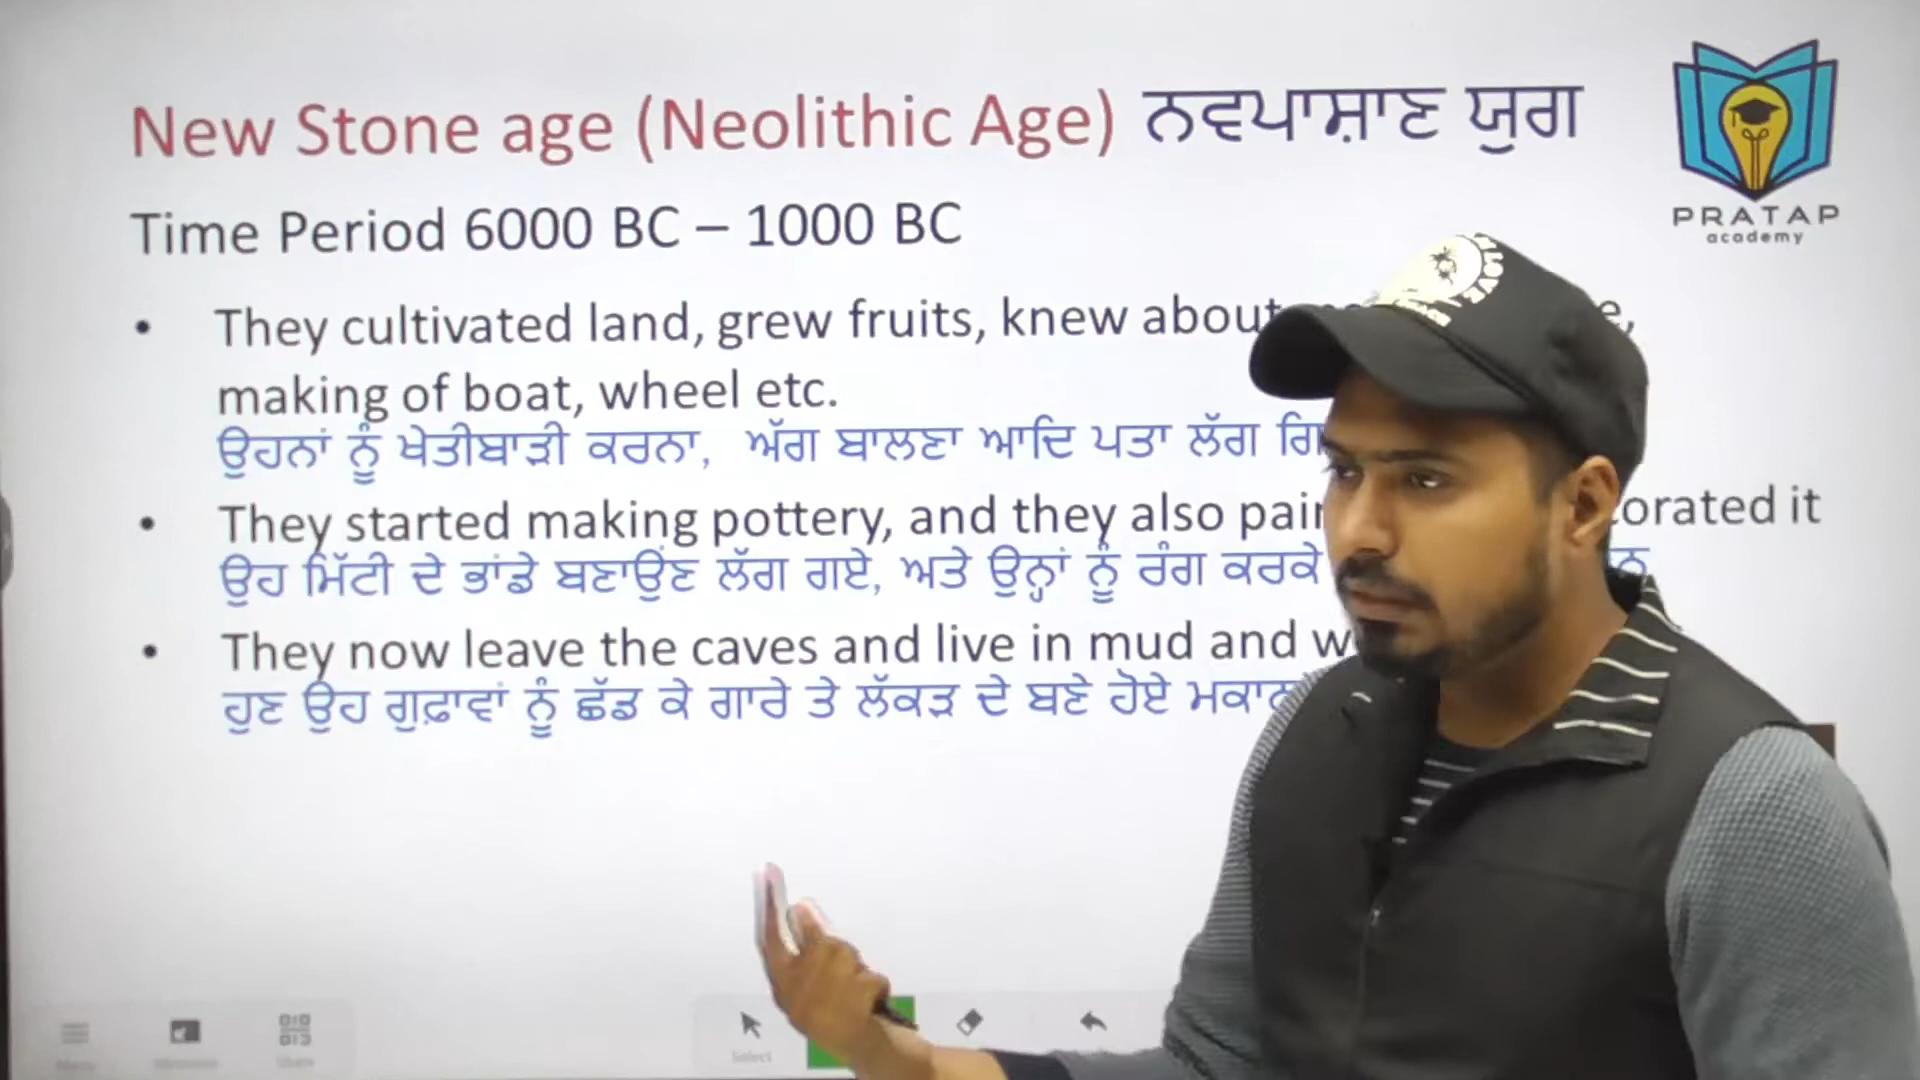 New Stone age (Neolithic Age) ਨਵਪਾਸ਼ਾਣ ਯੁਗ
PRATAP
academy
Time Period 6000 BC – 1000 BC
• They cultivated land, grew fruits, knew about
making of boat, wheel etc.
ਉਹਨਾਂ ਨੂੰ ਖੇਤੀਬਾੜੀ ਕਰਨਾ, ਅੱਗ ਬਾਲਣਾ ਆਦਿ ਪਤਾ ਲੱਗ
• They started making pottery, and they also it
ਉਹ ਮਿੱਟੀ ਦੇ ਭਾਂਡੇ ਬਣਾਉਂਣ ਲੱਗ ਗਏ, ਅਤੇ ਉਨ੍ਹਾਂ ਨੂੰ ਰੰਗ ਕਰਕੇ
• They now leave the caves and live in mud and
ਹੁਣ ਉਹ ਗੁਫ਼ਾਵਾਂ ਨੂੰ ਛੱਡ ਕੇ ਗਾਰੇ ਤੇ ਲੱਕੜ ਦੇ ਬਣੇ ਹੋਏ
Select
Share